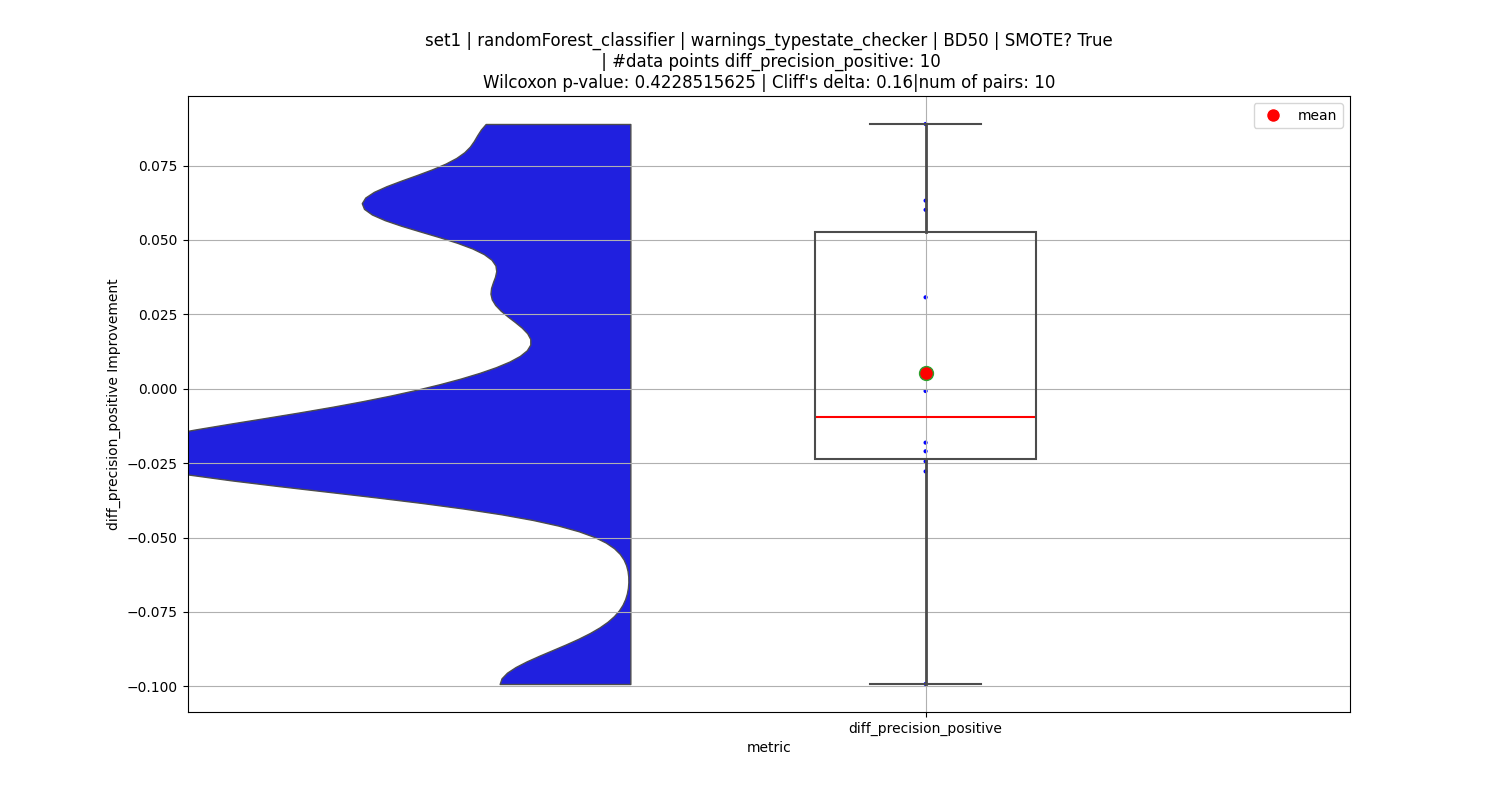 set1 | randomForest_classifier | warnings_typestate_checker | BD50 | SMOTE? True
| #data points diff_precision_positive: 10
Wilcoxon p-value: 0.4228515625 | Cliff's delta: 0.16|num of pairs: 10
mean
0.075
0.050
0.025
0.000
−0.025
−0.050
−0.075
−0.100
diff_precision_positive Improvement
diff_precision_positive
metric